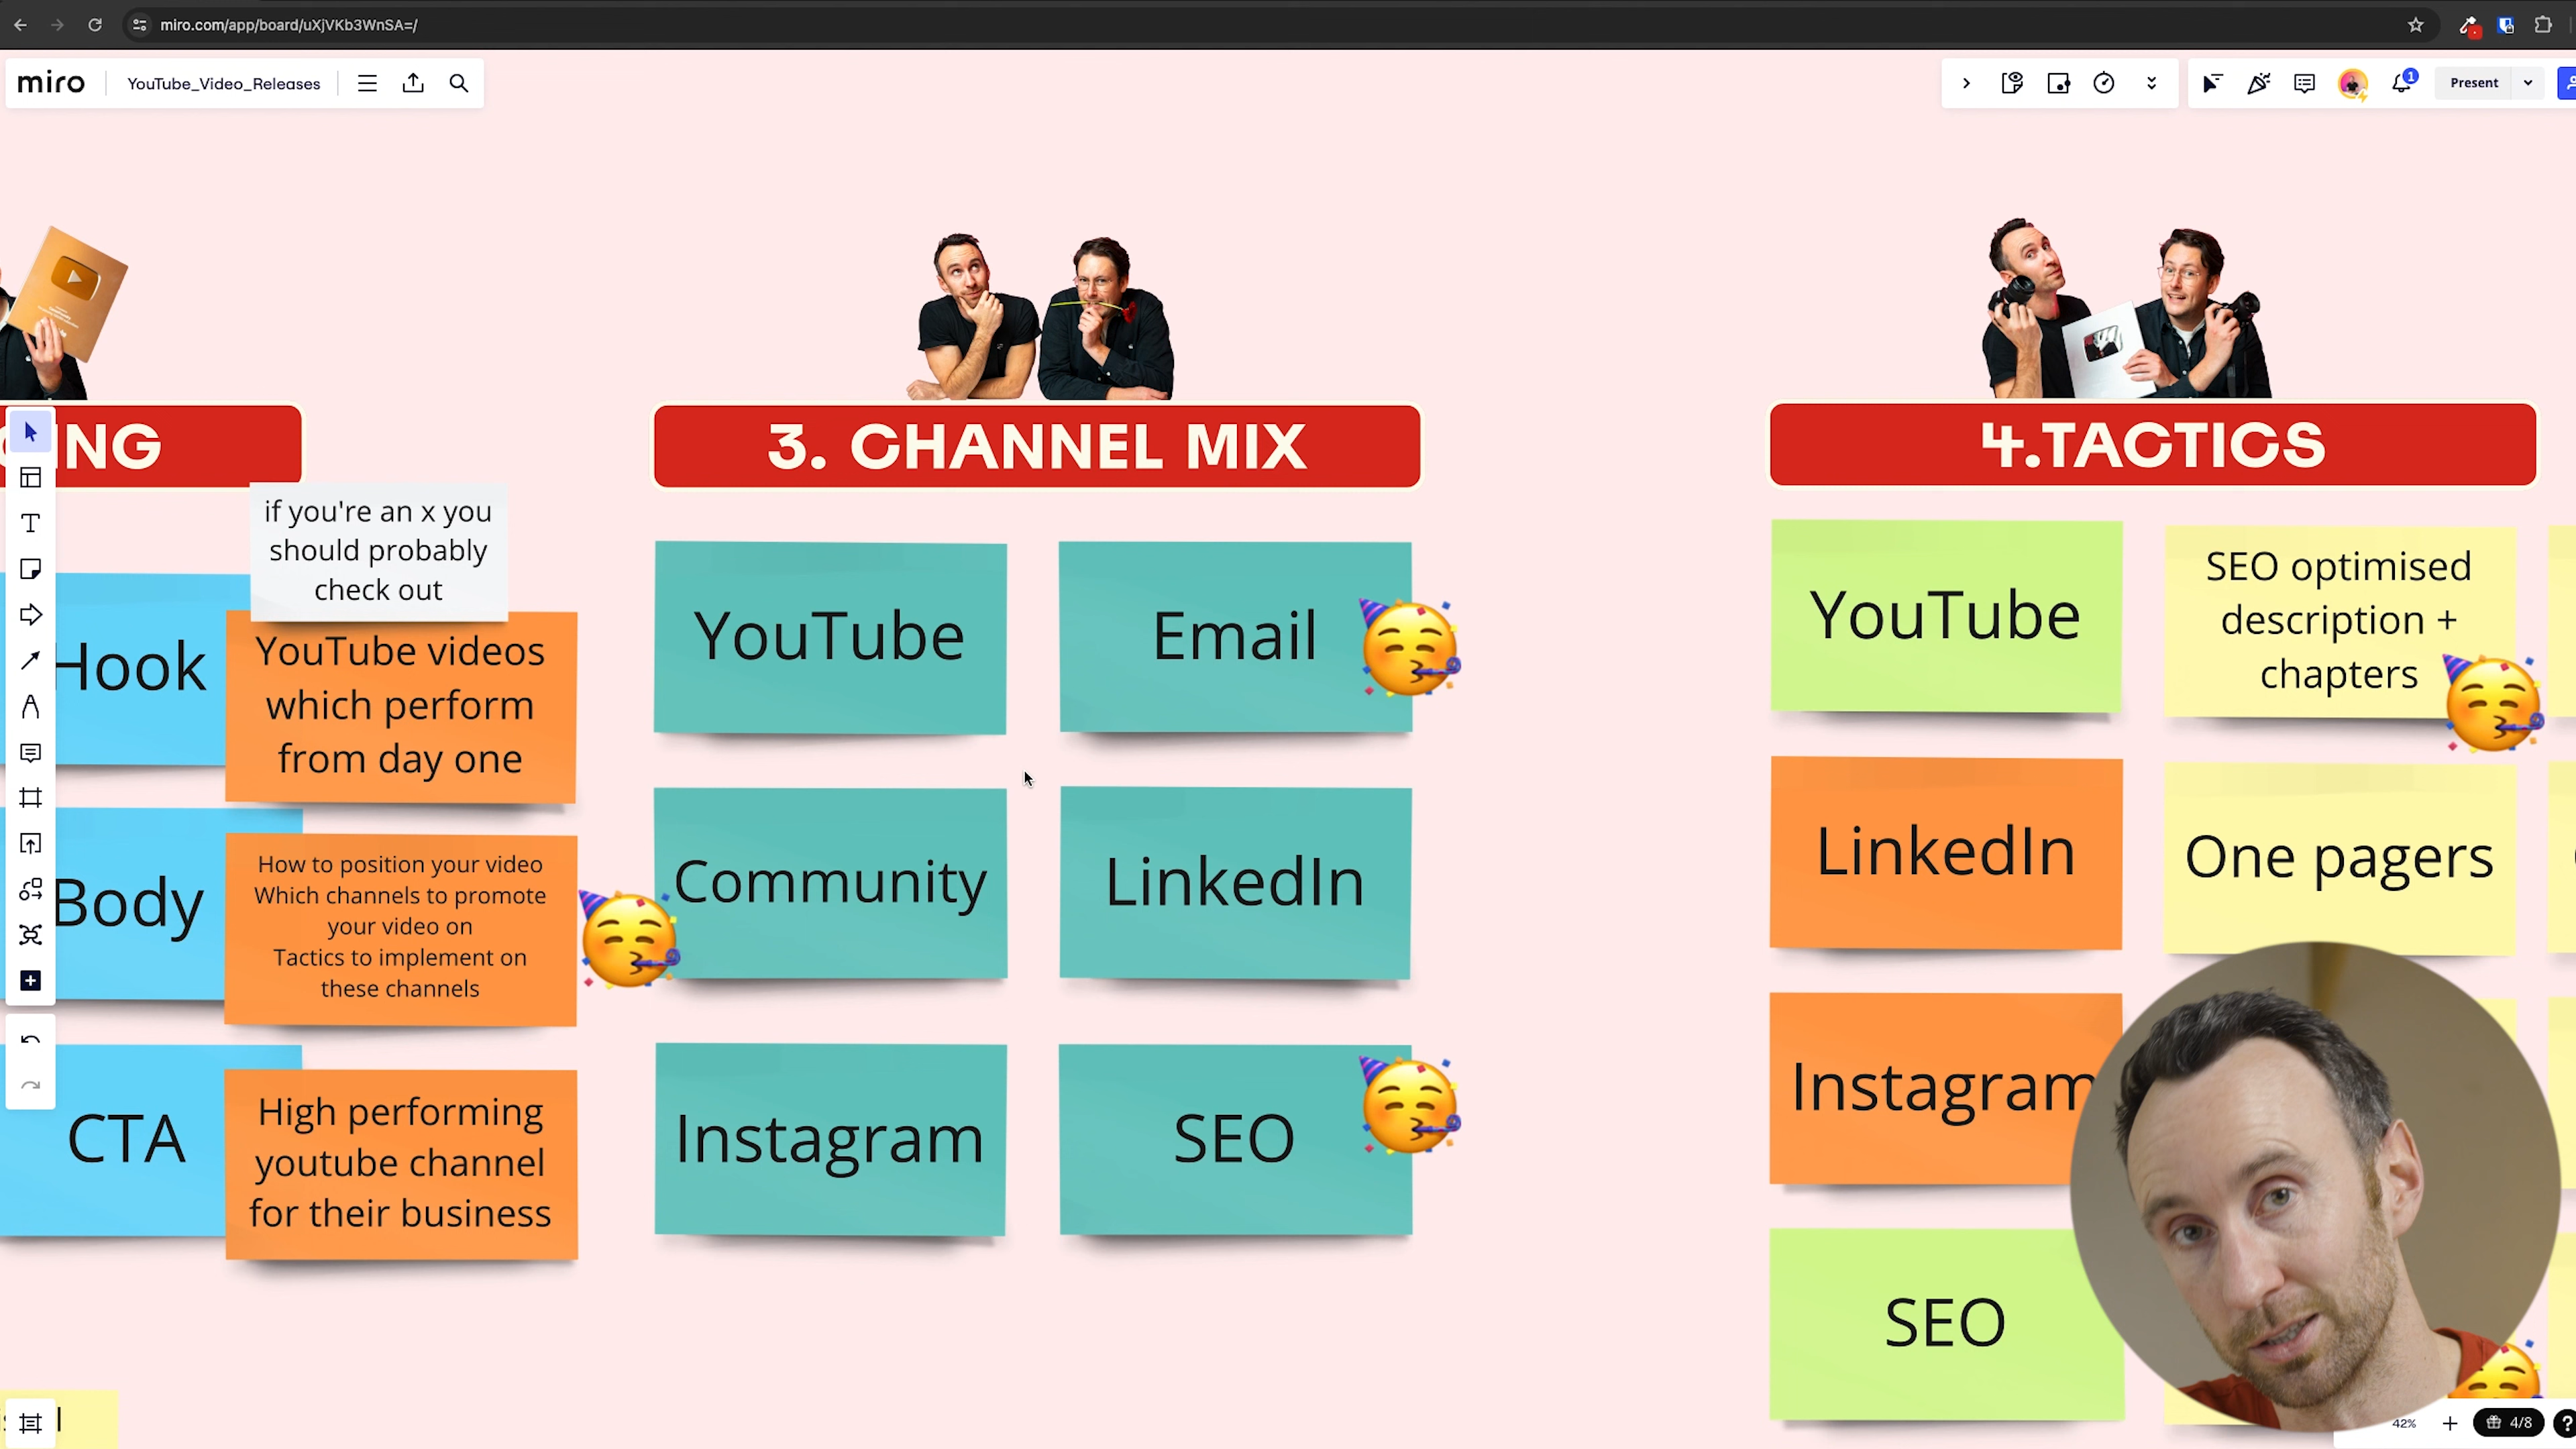 miro.com/app/board/uXjVKb3WnSA=/
miro
YouTube_Video_Releases
1
Present
ING
3. CHANNEL MIX
4.TACTICS
if you're an x you
should probably
check out
Hook
YouTube videos
which perform
from day one
Body
How to position your video
Which channels to promote
your video on
Tactics to implement on
these channels
CTA
High performing
youtube channel
for their business
YouTube
Email
Community
LinkedIn
Instagram
SEO
YouTube
SEO optimised
description +
chapters
LinkedIn
One pagers
Instagram
SEO
42%
4/8
?